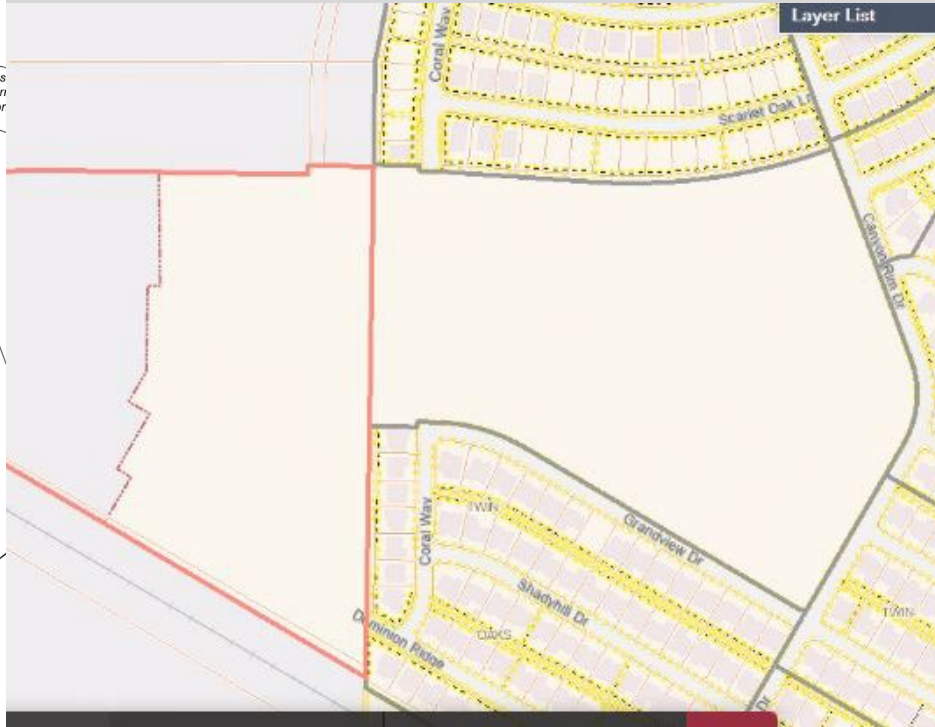 Layer List
Coral Way
Scarlet Oak Ln
Canyon Rim Dr
TWIN
Grandview Dr
Coral Way
Shadyhill Dr
TWIN
OAKS
Dominion Ridge
Dr